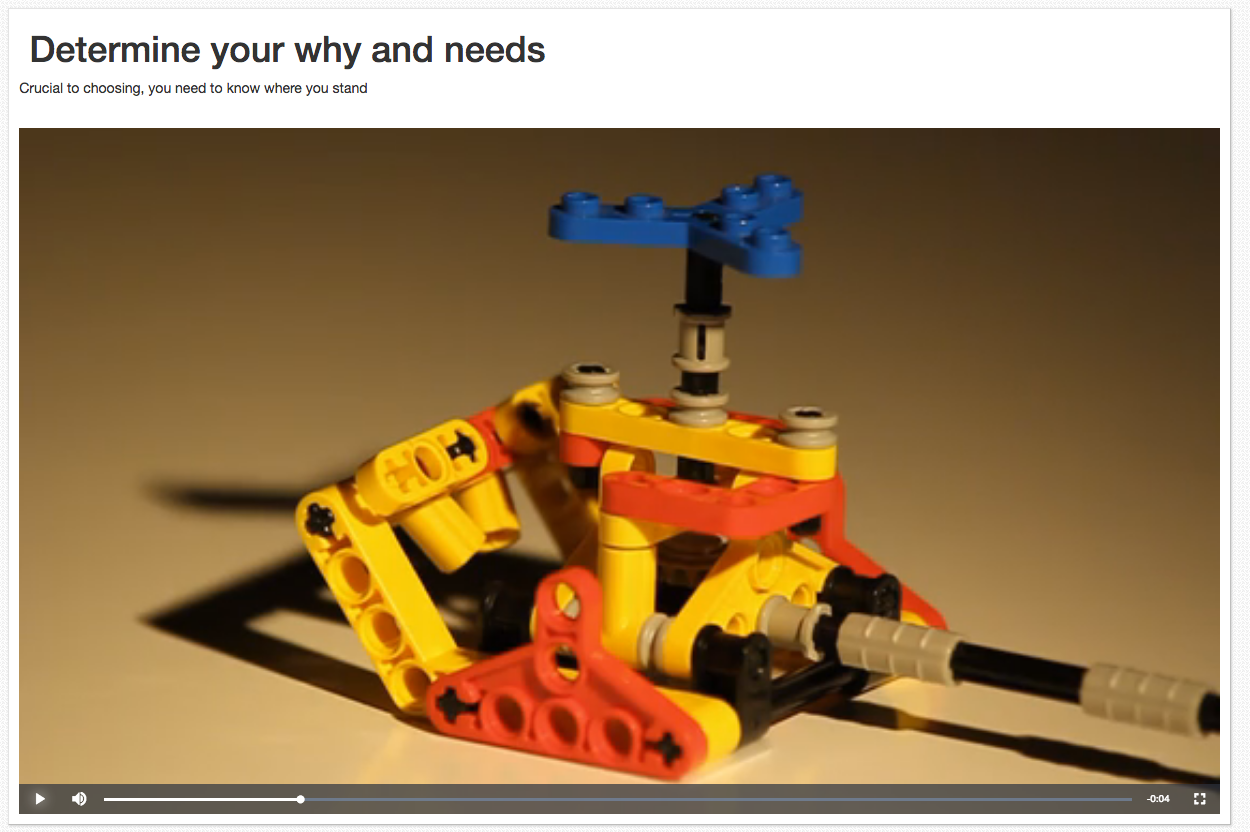 Determine your why and needs
Crucial to choosing, you need to know where you stand
-0:04